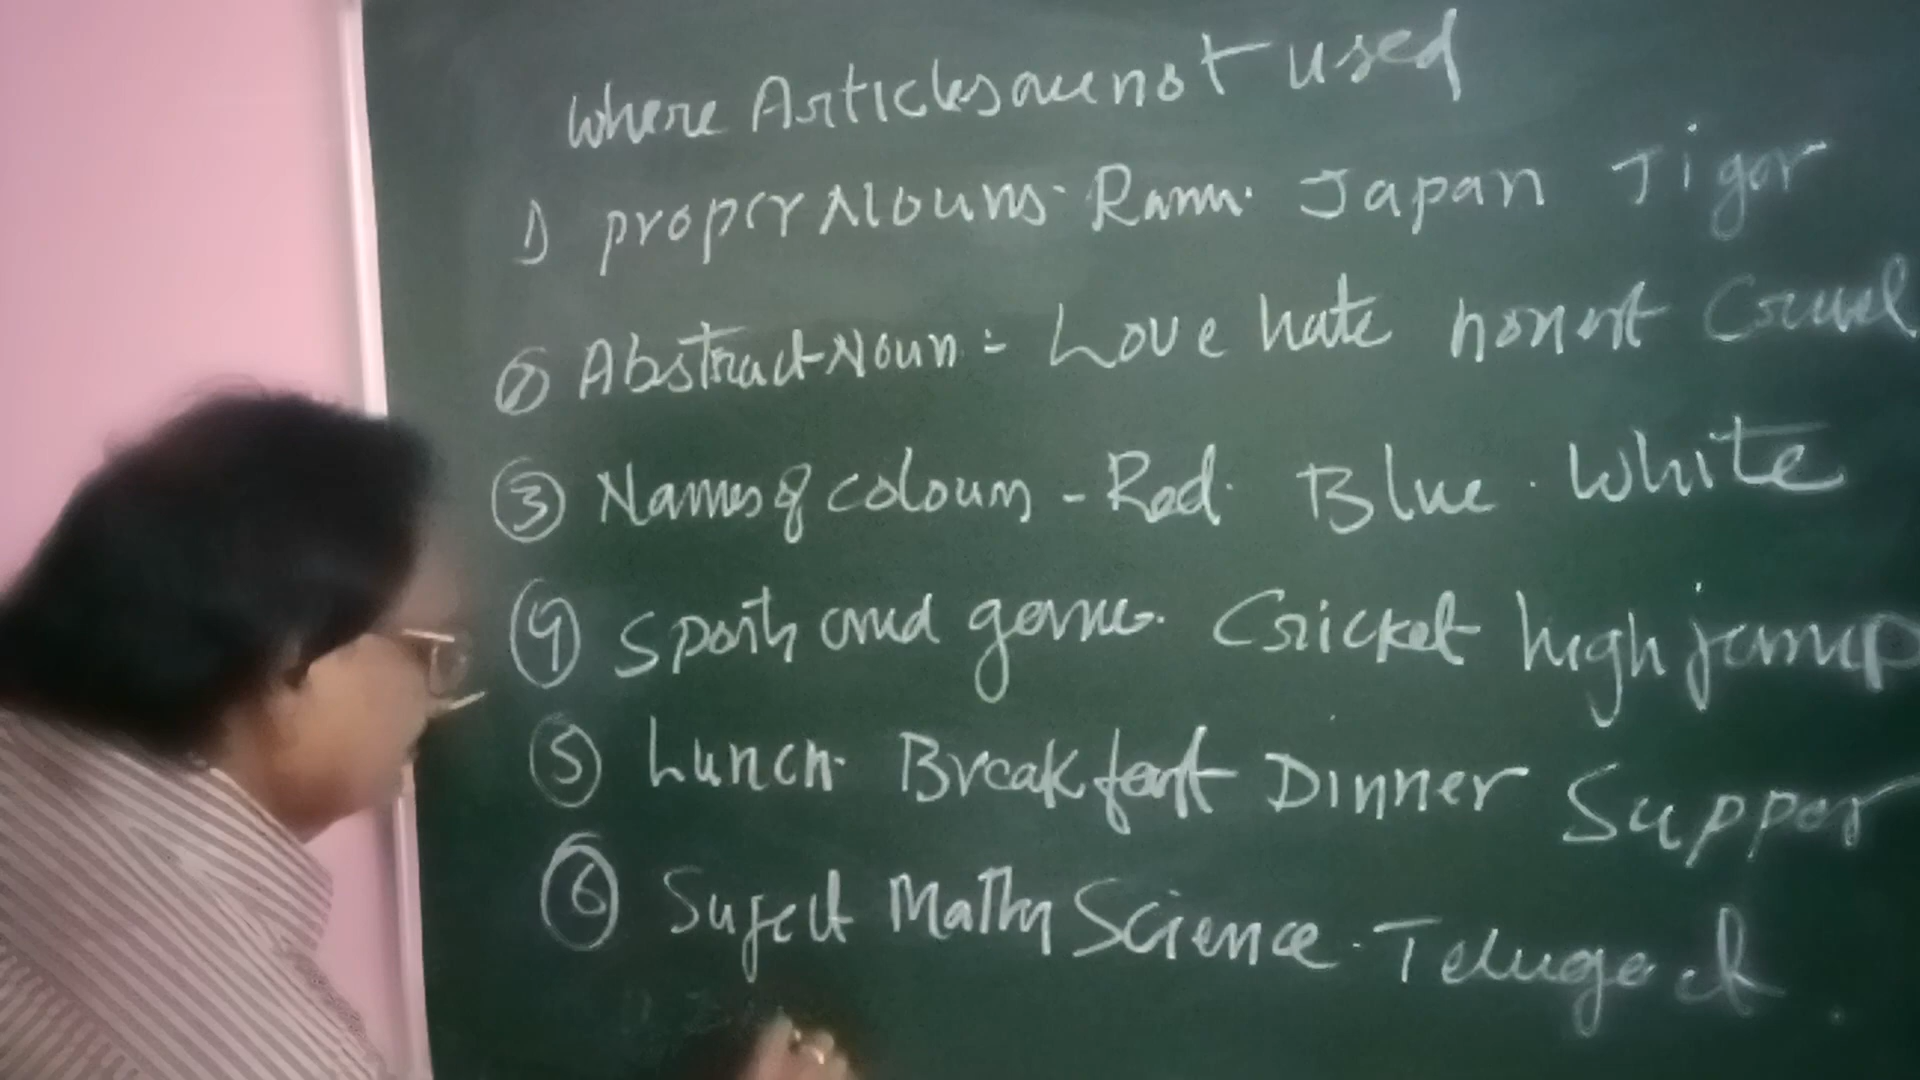 Where Articles are not used
1) proper Nouns. Ram. Japan Tiger
② Abstract Noun :- Love hate honest Cruel
③ Names of colours - Red. Blue. White
④ Sports and games. Cricket high jump
⑤ Lunch. Breakfast Dinner Supper
⑥ Suject Maths Science. Telugu